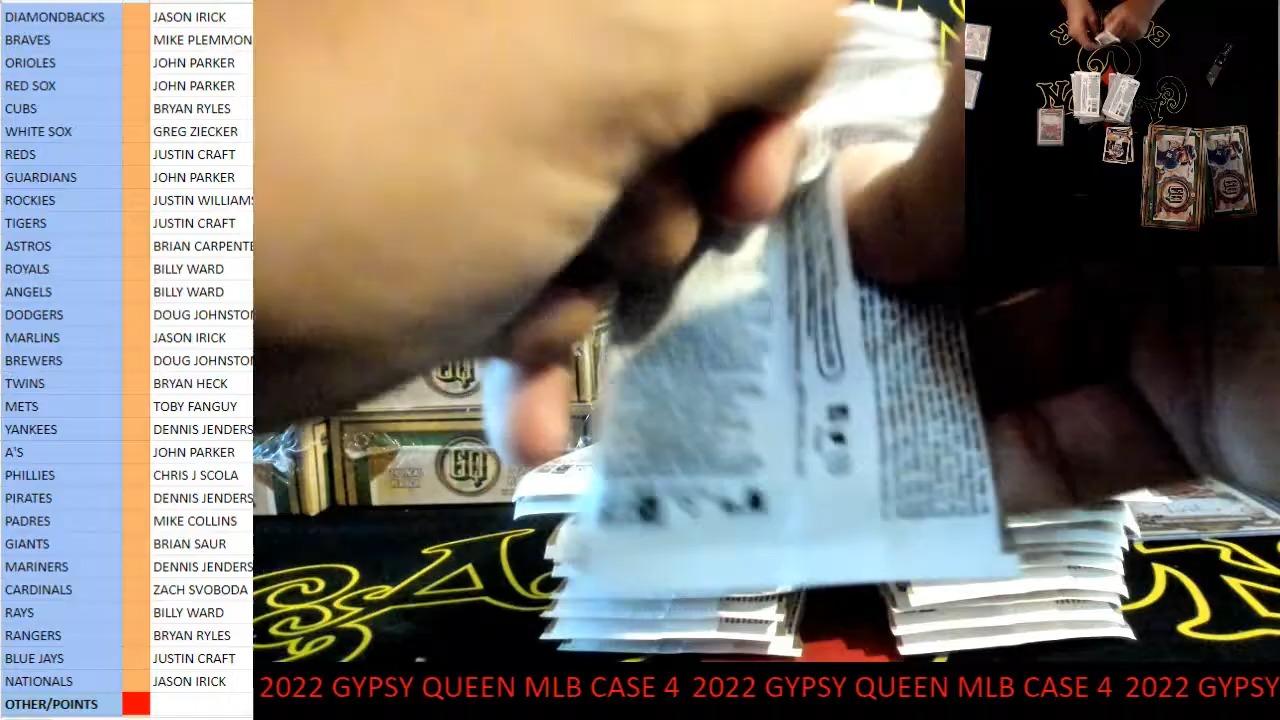 DIAMONDBACKS JASON IRICK
BRAVES MIKE PLEMMON
ORIOLES JOHN PARKER
RED SOX JOHN PARKER
CUBS BRYAN RYLES
WHITE SOX GREG ZIECKER
REDS JUSTIN CRAFT
GUARDIANS JOHN PARKER
ROCKIES JUSTIN WILLIAMS
TIGERS JUSTIN CRAFT
ASTROS BRIAN CARPENTE
ROYALS BILLY WARD
ANGELS BILLY WARD
DODGERS DOUG JOHNSTON
MARLINS JASON IRICK
BREWERS DOUG JOHNSTON
TWINS BRYAN HECK
METS TOBY FANGUY
YANKEES DENNIS JENDERS
A'S JOHN PARKER
PHILLIES CHRIS J SCOLA
PIRATES DENNIS JENDERS
PADRES MIKE COLLINS
GIANTS BRIAN SAUR
MARINERS DENNIS JENDERS
CARDINALS ZACH SVOBODA
RAYS BILLY WARD
RANGERS BRYAN RYLES
BLUE JAYS JUSTIN CRAFT
NATIONALS JASON IRICK
OTHER/POINTS
GQ
GQ
2022 GYPSY QUEEN MLB CASE 4 2022 GYPSY QUEEN MLB CASE 4 2022 GYPSY